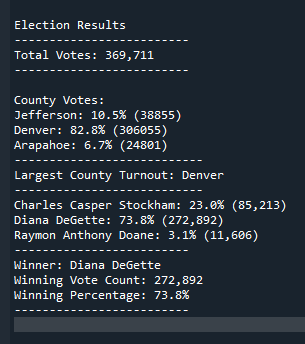 Election Results
-------------------------
Total Votes: 369,711
-------------------------
County Votes:
Jefferson: 10.5% (38855)
Denver: 82.8% (306055)
Arapahoe: 6.7% (24801)
---------------------------
Largest County Turnout: Denver
---------------------------
Charles Casper Stockham: 23.0% (85,213)
Diana DeGette: 73.8% (272,892)
Raymon Anthony Doane: 3.1% (11,606)
-------------------------
Winner: Diana DeGette
Winning Vote Count: 272,892
Winning Percentage: 73.8%
-------------------------